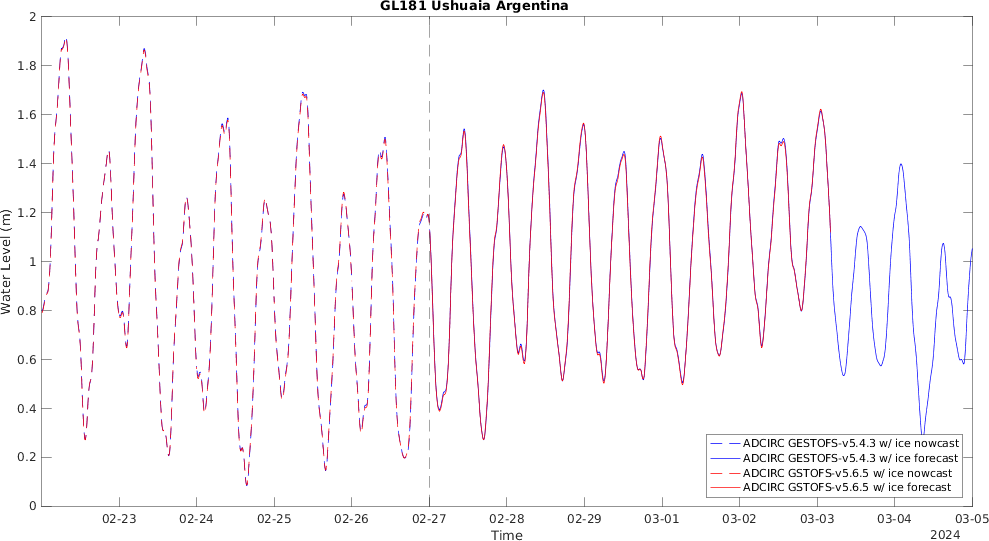 GL181 Ushuaia Argentina
2
1.8
1.6
1.4
1.2
1
0.8
0.6
0.4
0.2
0
Water Level (m)
ADCIRC GESTOFS-v5.4.3 w/ ice nowcast
ADCIRC GESTOFS-v5.4.3 w/ ice forecast
ADCIRC GSTOFS-v5.6.5 w/ ice nowcast
ADCIRC GSTOFS-v5.6.5 w/ ice forecast
02-23 02-24 02-25 02-26 02-27 02-28 02-29 03-01 03-02 03-03 03-04 03-05
Time
2024